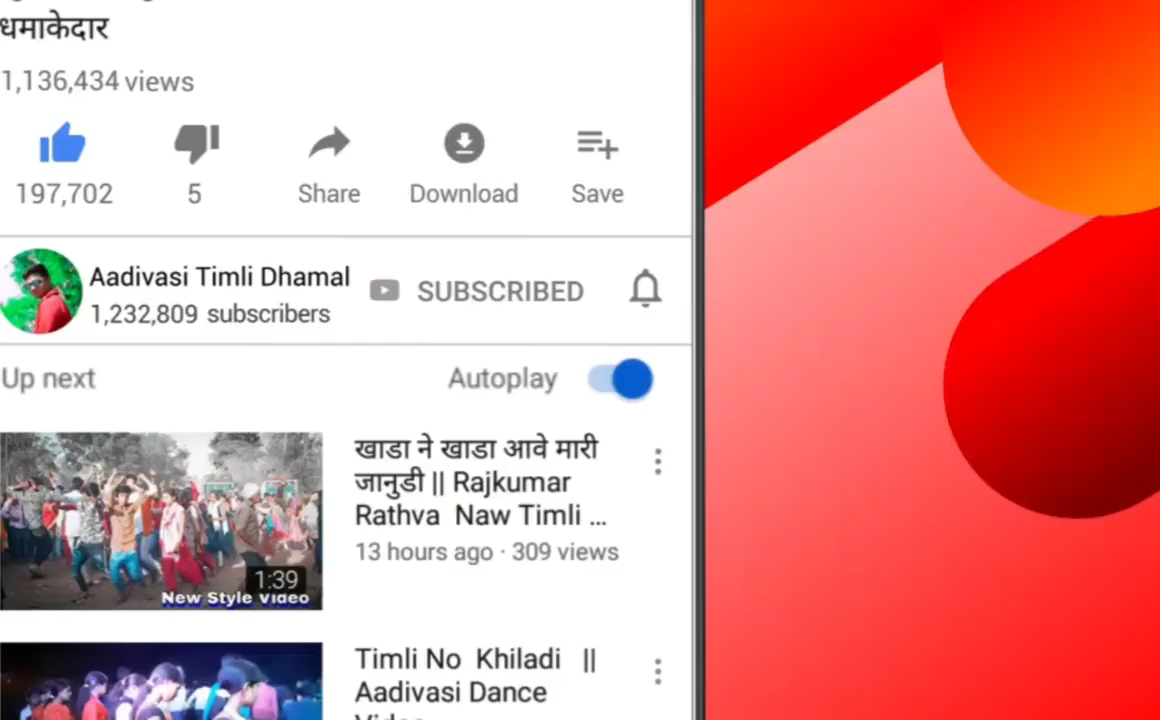 धमाकेदार
1,136,434 views
197,702
5
Share
Download
Save
Aadivasi Timli Dhamal
1,232,809 subscribers
SUBSCRIBED
Up next
Autoplay
खाडा ने खाडा आवे मारी
जानुडी || Rajkumar
Rathva Naw Timli ...
13 hours ago · 309 views
1:39
New Style Video
Timli No Khiladi ||
Aadivasi Dance